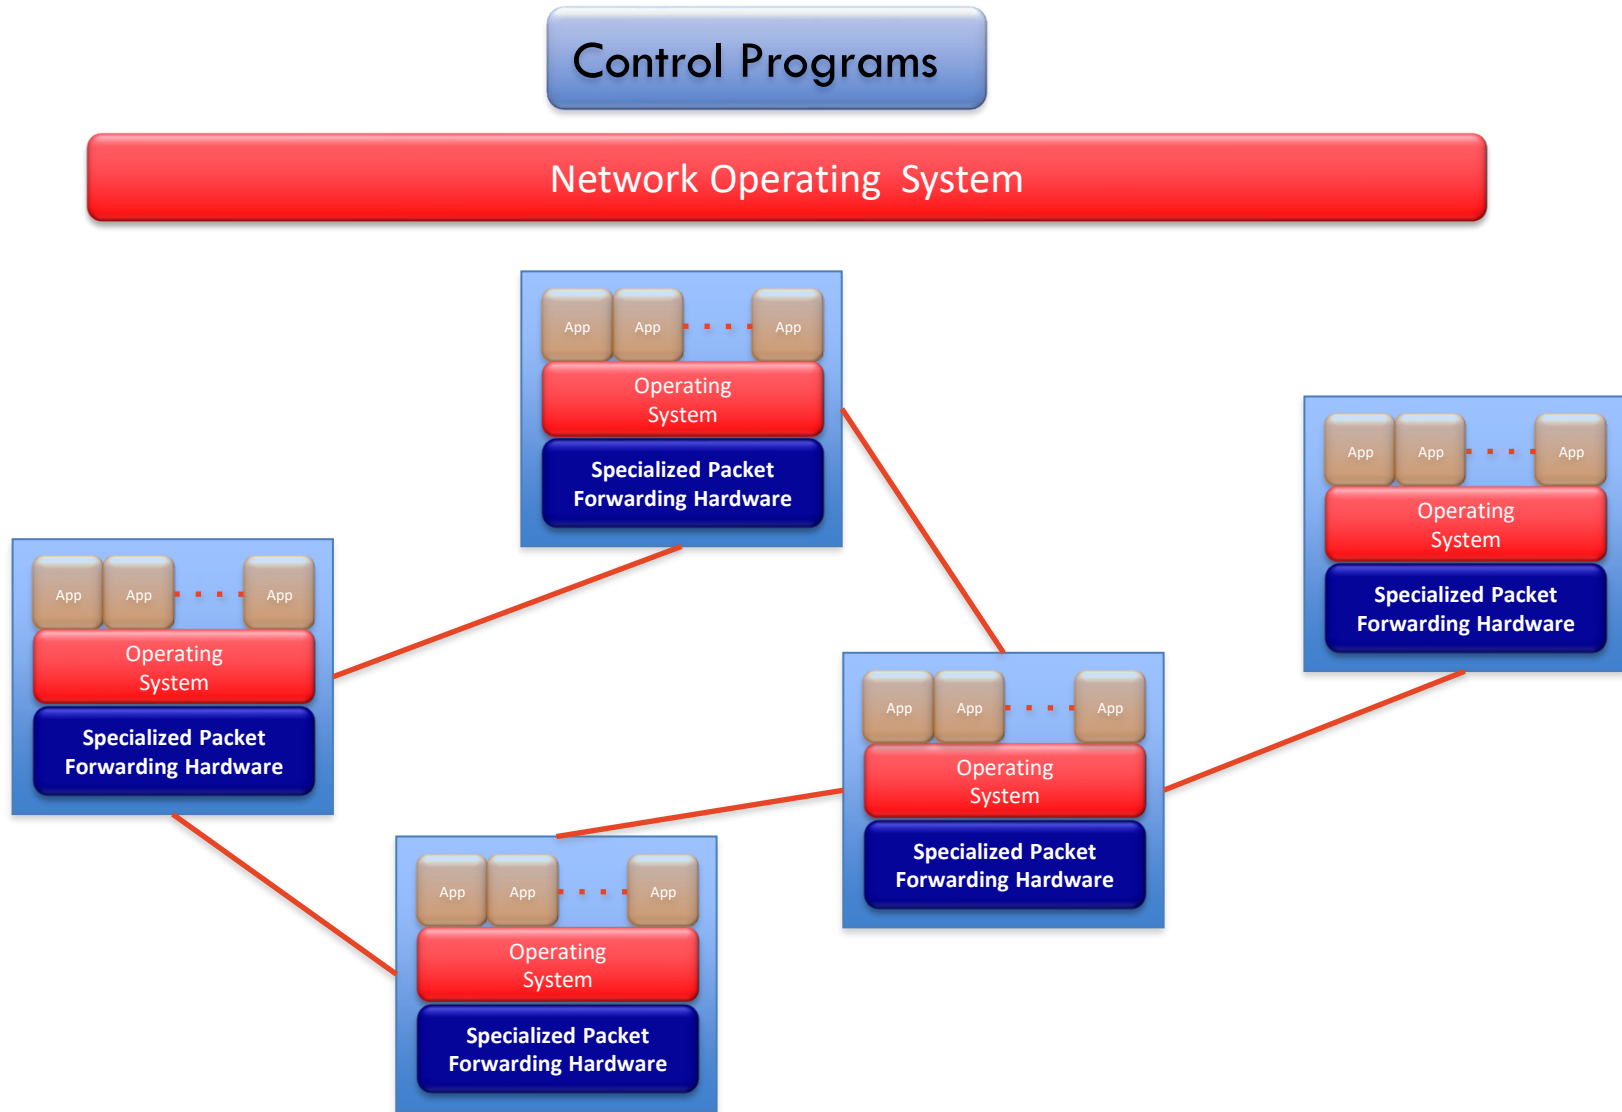 Control Programs
Network Operating System
App App App
Operating
System
Specialized Packet
Forwarding Hardware
App App App
Operating
System
Specialized Packet
Forwarding Hardware
App App App
Operating
System
Specialized Packet
Forwarding Hardware
App App App
Operating
System
Specialized Packet
Forwarding Hardware
App App App
Operating
System
Specialized Packet
Forwarding Hardware